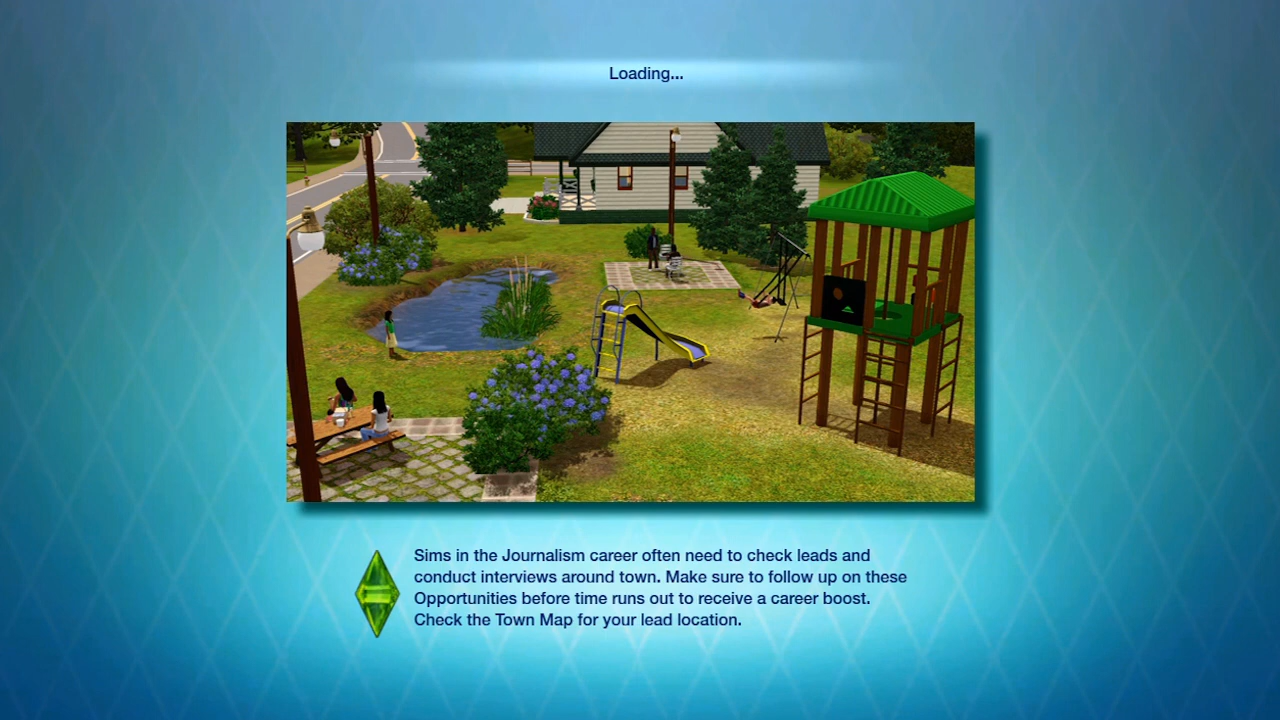 Loading...
Sims in the Journalism career often need to check leads and
conduct interviews around town. Make sure to follow up on these
Opportunities before time runs out to receive a career boost.
Check the Town Map for your lead location.